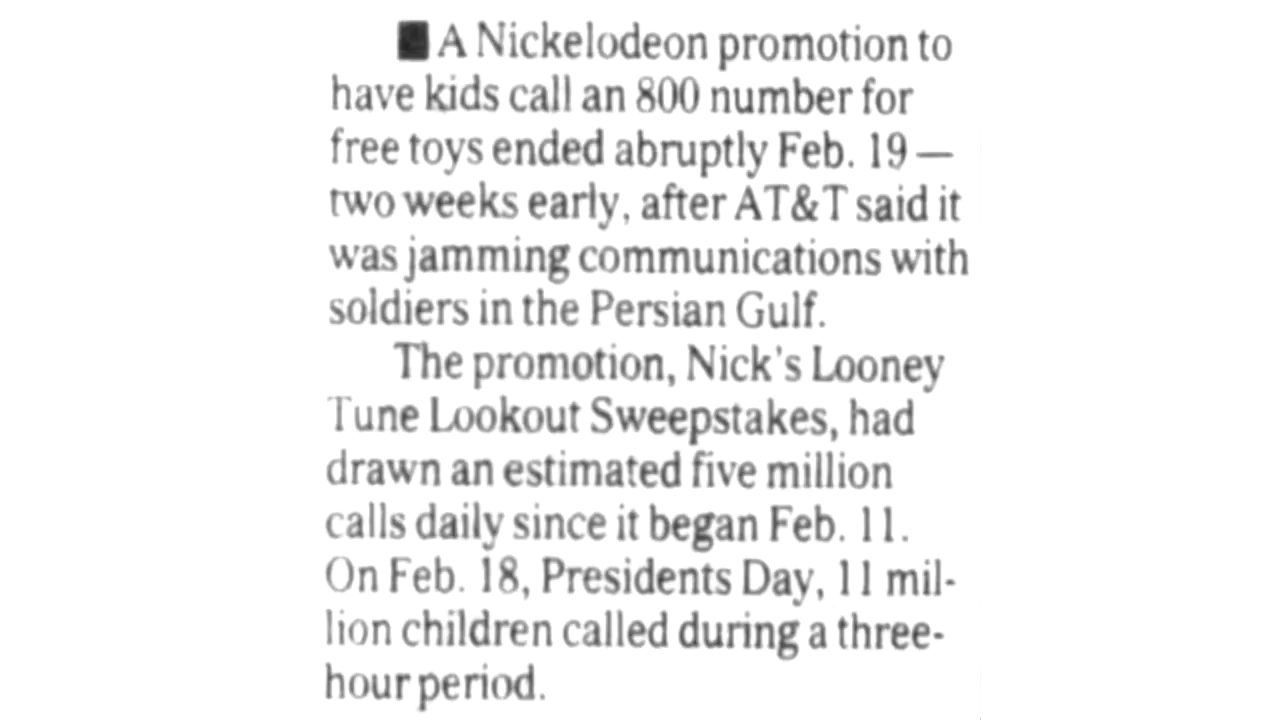 ■ A Nickelodeon promotion to
have kids call an 800 number for
free toys ended abruptly Feb. 19 —
two weeks early, after AT&T said it
was jamming communications with
soldiers in the Persian Gulf.
The promotion, Nick's Looney
Tune Lookout Sweepstakes, had
drawn an estimated five million
calls daily since it began Feb. 11.
On Feb. 18, Presidents Day, 11 mil-
lion children called during a three-
hour period.